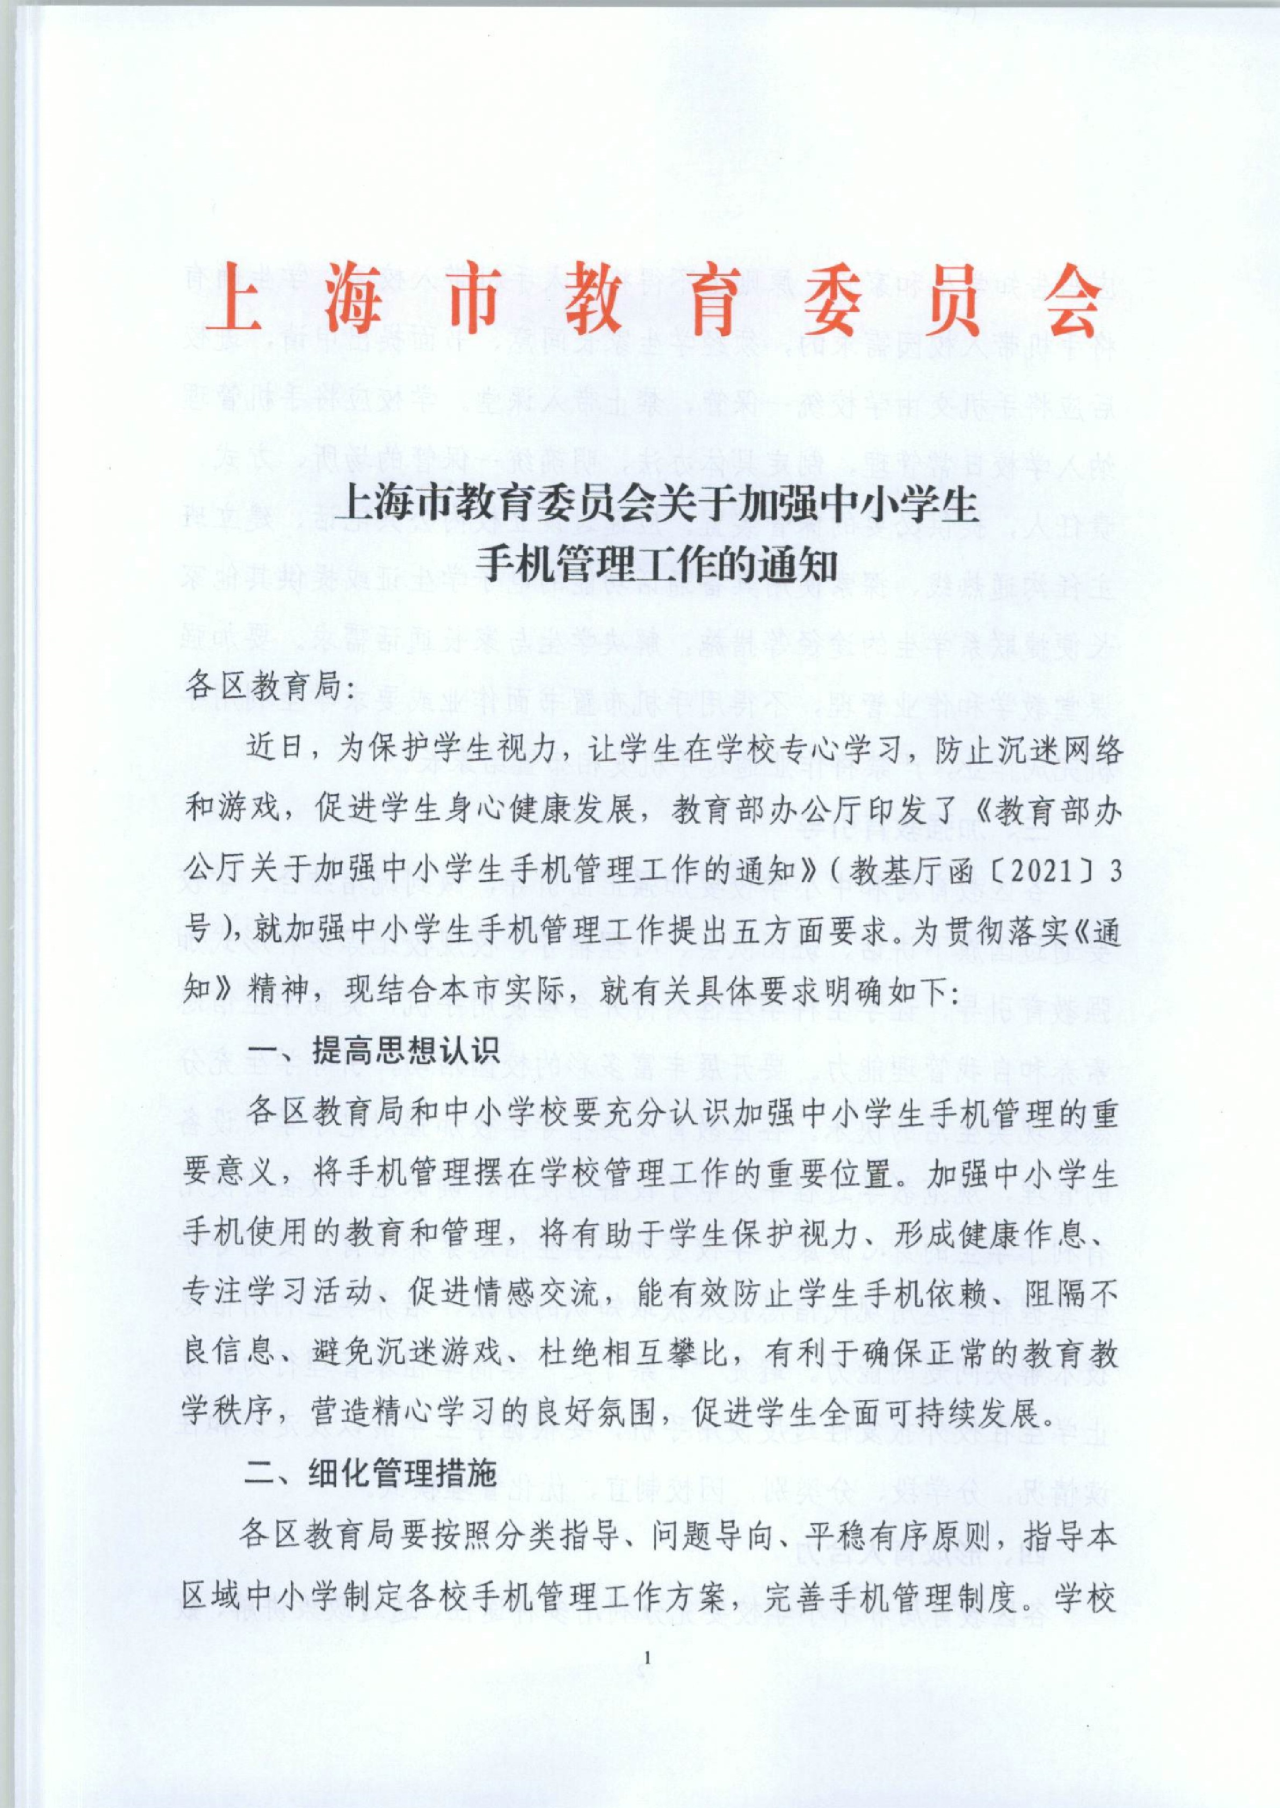 上海市教育委员会
上海市教育委员会关于加强中小学生
手机管理工作的通知
各区教育局：
近日，为保护学生视力，让学生在学校专心学习，防止沉迷网络
和游戏，促进学生身心健康发展，教育部办公厅印发了《教育部办
公厅关于加强中小学生手机管理工作的通知》（教基厅函〔2021〕3
号），就加强中小学生手机管理工作提出五方面要求。为贯彻落实《通
知》精神，现结合本市实际，就有关具体要求明确如下：
一、提高思想认识
各区教育局和中小学校要充分认识加强中小学生手机管理的重
要意义，将手机管理摆在学校管理工作的重要位置。加强中小学生
手机使用的教育和管理，将有助于学生保护视力、形成健康作息、
专注学习活动、促进情感交流，能有效防止学生手机依赖、阻隔不
良信息、避免沉迷游戏、杜绝相互攀比，有利于确保正常的教育教
学秩序，营造精心学习的良好氛围，促进学生全面可持续发展。
二、细化管理措施
各区教育局要按照分类指导、问题导向、平稳有序原则，指导本
区域中小学制定各校手机管理工作方案，完善手机管理制度。学校
1